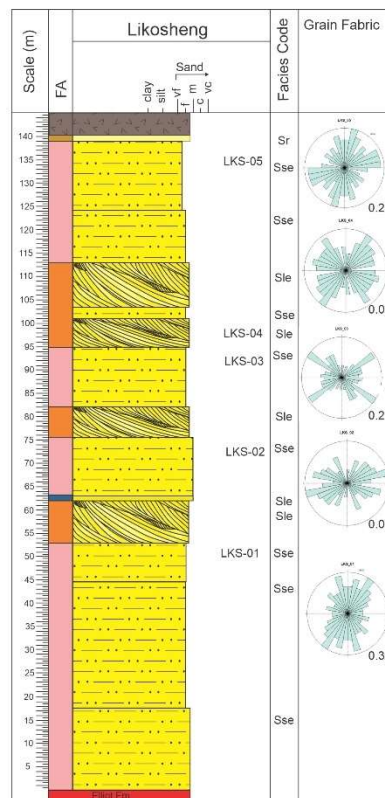 Likosheng
Grain Fabric
Scale (m)
FA
Facies Code
Sand
clay
silt
vf
f
m
c
vc
140
135
130
125
120
115
110
105
100
95
90
85
80
75
70
65
60
55
50
45
40
35
30
25
20
15
10
5
LKS-05
LKS-04
LKS-03
LKS-02
LKS-01
Sr
Sse
Sse
Sle
Sse
Sle
Sse
Sle
Sse
Sle
Sle
Sse
Sse
Sse
0.2
0.0
0.2
0.0
0.3